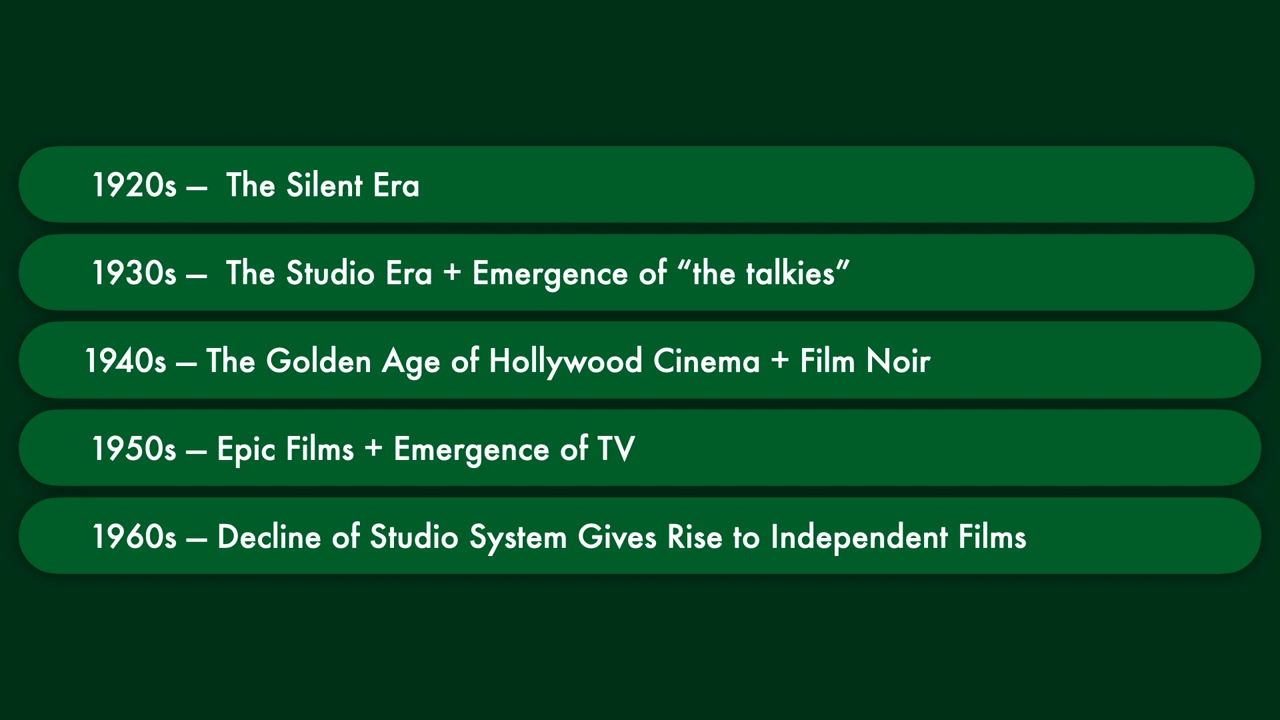 1920s — The Silent Era
1930s — The Studio Era + Emergence of “the talkies”
1940s — The Golden Age of Hollywood Cinema + Film Noir
1950s — Epic Films + Emergence of TV
1960s — Decline of Studio System Gives Rise to Independent Films